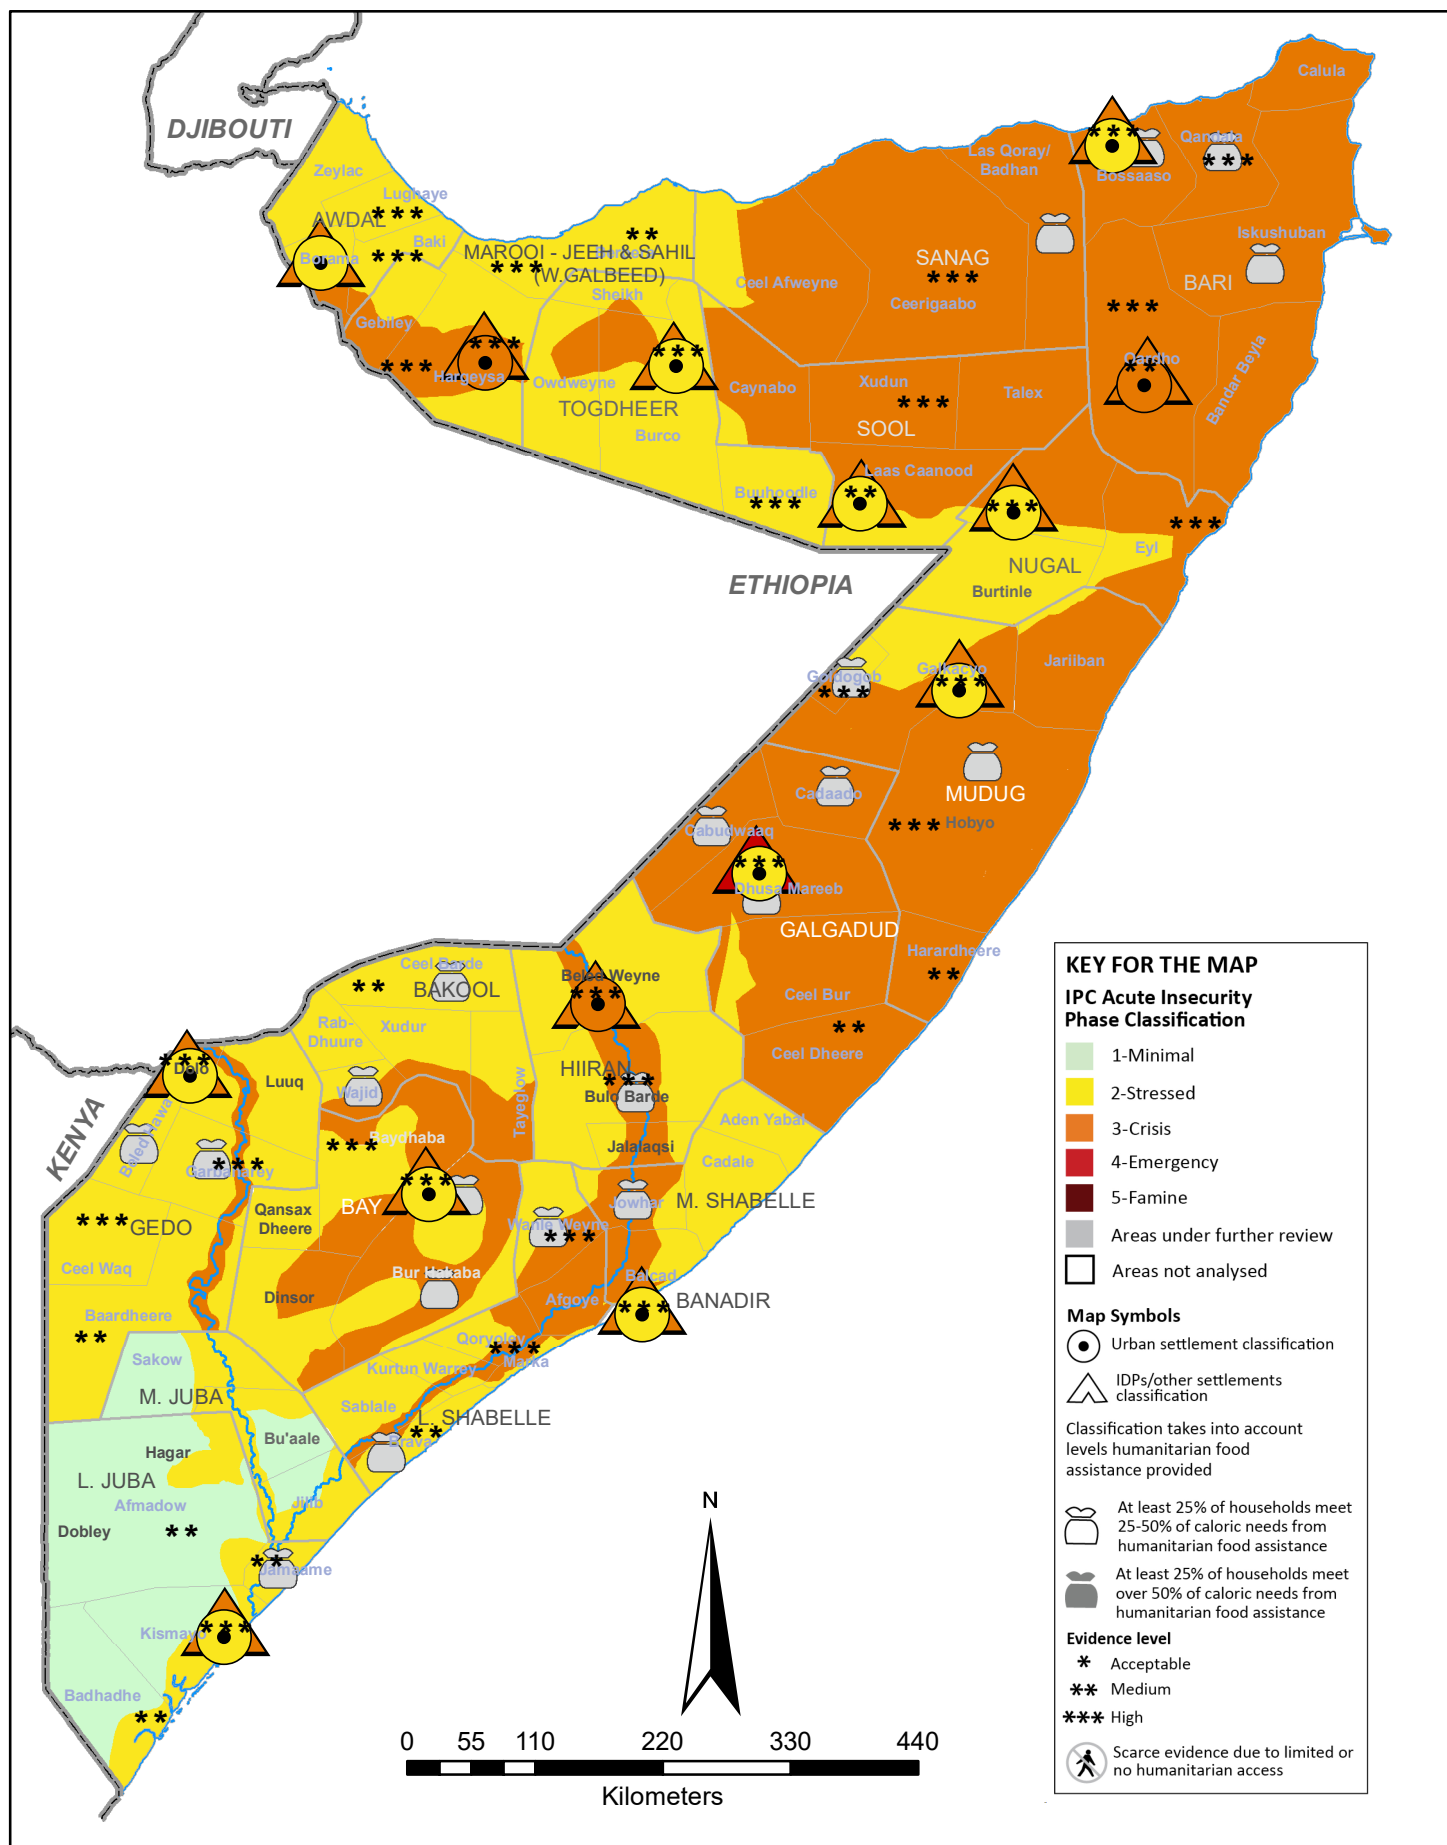 DJIBOUTI
Calula
Qandala
* * *
* * *
Las Qoray/
Badhan
Bossaaso
Zeylac
Lughaye
AWDAL
* * *
* *
Iskushuban
Borama
Baki
* * *
MAROOI - JEEH & SAHIL
* * *
(W.GALBEED)
SANAG
* * *
BARI
Ceel Afweyne
Sheikh
Ceerigaabo
* * *
Gebiley
* * *
* * *
* * *
Hargeysa
Owdweyne
TOGDHEER
Burco
Caynabo
Xudun
* * *
Talex
SOOL
Qardho
* *
Bandar Beyla
Laas Caanood
* *
Buuhoodle
* * *
* * *
* * *
Eyl
ETHIOPIA
NUGAL
Burtinle
Goldogob
* * *
Galkacyo
* * *
Jariiban
Cadaado
MUDUG
* * *
Hobyo
Cabudwaaq
* * *
Dhusa Mareeb
GALGADUD
Harardheere
* *
Ceel Barde
* *
BAKOOL
Beled Weyne
* * *
Ceel Bur
* *
Ceel Dheere
Rab-
Dhuure
Xudur
* * *
Dolo
Luuq
Wajid
Tayeglow
HIIRAN
* * *
Bulo Barde
KENYA
Beled Hawa
Garbaharey
* * *
Baydhaba
* * *
Aden Yabal
Jalalaqsi
Cadale
* * *
GEDO
* * *
Qansax
Dheere
BAY
* * *
Jowhar
M. SHABELLE
Wanle Weyne
* * *
Ceel Waq
Bur Hakaba
Balcad
Dinsor
Afgoye
* * *
BANADIR
Baardheere
* *
Qoryoley
* * *
Marka
Sakow
Kurtun Warrey
M. JUBA
Sablale
L. SHABELLE
* *
Brava
Bu'aale
Hagar
L. JUBA
Afmadow
Jilib
Dobley
* *
* *
Jamaame
* * *
Kismayo
Badhadhe
* *
N
0 55 110 220 330 440
Kilometers
KEY FOR THE MAP
IPC Acute Insecurity
Phase Classification
1-Minimal
2-Stressed
3-Crisis
4-Emergency
5-Famine
Areas under further review
Areas not analysed
Map Symbols
Urban settlement classification
IDPs/other settlements
classification
Classification takes into account
levels humanitarian food
assistance provided
At least 25% of households meet
25-50% of caloric needs from
humanitarian food assistance
At least 25% of households meet
over 50% of caloric needs from
humanitarian food assistance
Evidence level
* Acceptable
** Medium
*** High
Scarce evidence due to limited or
no humanitarian access